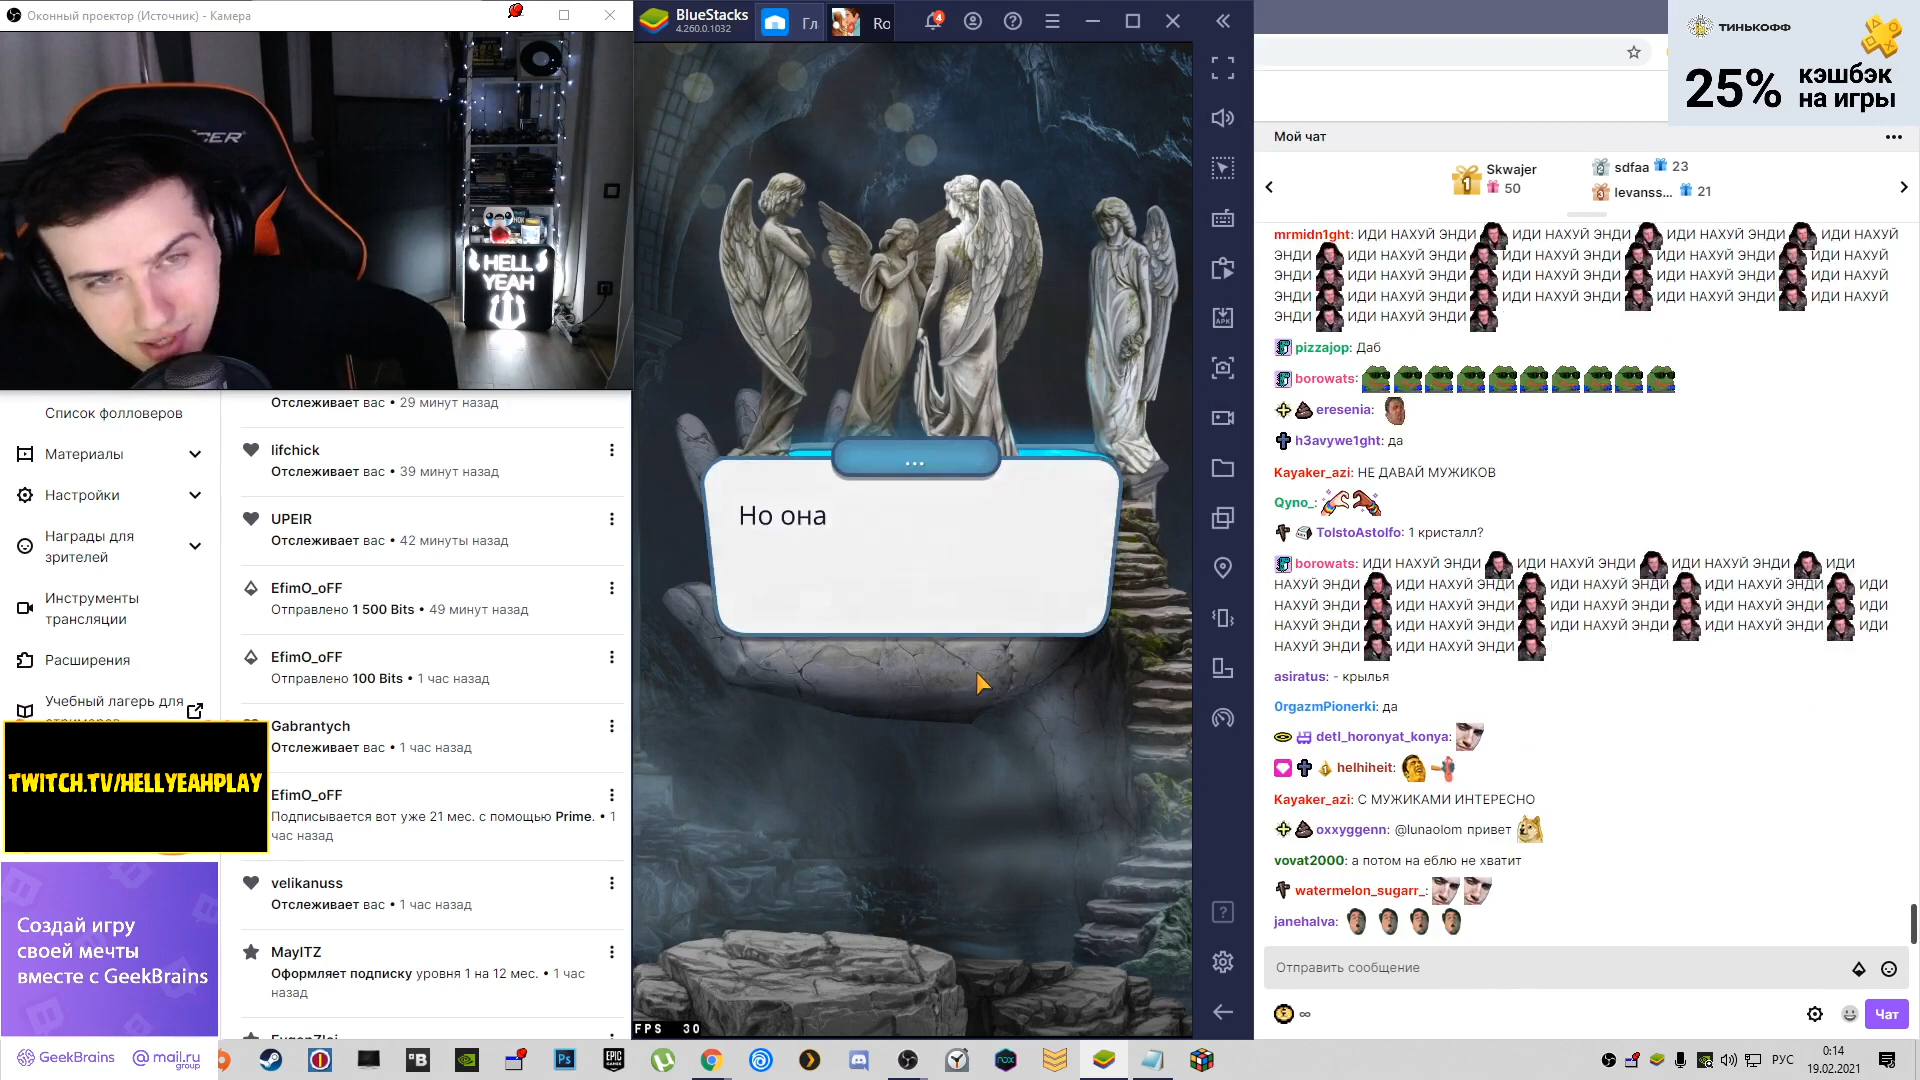 Оконный проектор (Источник) - Камера
HELL
YEAH
Список фолловеров
Материалы
Настройки
Награды для
зрителей
Инструменты
трансляции
Расширения
Учебный лагерь для
TWITCH.TV/HELLYEAHPLAY
Создай игру
своей мечты
вместе с GeekBrains
GeekBrains @mail.ru
group
Отслеживает вас • 29 минут назад
lifchick
Отслеживает вас • 39 минут назад
UPEIR
Отслеживает вас • 42 минуты назад
EfimO_oFF
Отправлено 1 500 Bits • 49 минут назад
EfimO_oFF
Отправлено 100 Bits • 1 час назад
Gabrantych
Отслеживает вас • 1 час назад
EfimO_oFF
Подписывается вот уже 21 мес. с помощью Prime. • 1
час назад
velikanuss
Отслеживает вас • 1 час назад
MayITZ
Оформляет подписку уровня 1 на 12 мес. • 1 час
назад
BlueStacks
4.260.0.1032
Гл
Ro
4
...
Но она
FPS 30
ТИНЬКОФФ
25% кэшбэк
на игры
Мой чат
1
Skwajer
50
2
sdfaa 23
3
levanss... 21
mrmidn1ght: ИДИ НАХУЙ ЭНДИ ИДИ НАХУЙ ЭНДИ ИДИ НАХУЙ ЭНДИ ИДИ НАХУЙ
ЭНДИ ИДИ НАХУЙ ЭНДИ ИДИ НАХУЙ ЭНДИ ИДИ НАХУЙ ЭНДИ ИДИ НАХУЙ
ЭНДИ ИДИ НАХУЙ ЭНДИ ИДИ НАХУЙ ЭНДИ ИДИ НАХУЙ ЭНДИ ИДИ НАХУЙ
ЭНДИ ИДИ НАХУЙ ЭНДИ ИДИ НАХУЙ ЭНДИ ИДИ НАХУЙ ЭНДИ ИДИ НАХУЙ
ЭНДИ ИДИ НАХУЙ ЭНДИ
pizzajop: Даб
borowats:
eresenia:
h3avywe1ght: да
Kayaker_azi: НЕ ДАВАЙ МУЖИКОВ
Qyno_:
TolstoAstolfo: 1 кристалл?
borowats: ИДИ НАХУЙ ЭНДИ ИДИ НАХУЙ ЭНДИ ИДИ НАХУЙ ЭНДИ ИДИ
НАХУЙ ЭНДИ ИДИ НАХУЙ ЭНДИ ИДИ НАХУЙ ЭНДИ ИДИ НАХУЙ ЭНДИ ИДИ
НАХУЙ ЭНДИ ИДИ НАХУЙ ЭНДИ ИДИ НАХУЙ ЭНДИ ИДИ НАХУЙ ЭНДИ ИДИ
НАХУЙ ЭНДИ ИДИ НАХУЙ ЭНДИ ИДИ НАХУЙ ЭНДИ ИДИ НАХУЙ ЭНДИ ИДИ
НАХУЙ ЭНДИ ИДИ НАХУЙ ЭНДИ
asiratus: - крылья
0rgazmPionerki: да
detI_horonyat_konya:
helhiheit:
Kayaker_azi: С МУЖИКАМИ ИНТЕРЕСНО
oxxyggenn: @lunaolom привет
vovat2000: а потом на еблю не хватит
watermelon_sugarr_:
janehalva:
Отправить сообщение
∞
Чат
РУС
0:14
19.02.2021